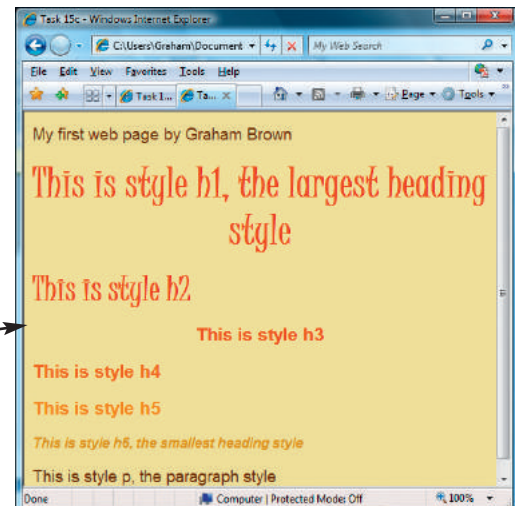 Task 15c - Windows Internet Explorer
C:\Users\Graham\Document
My Web Search
File Edit View Favorites Tools Help
Task 1... Ta... Page Tools
My first web page by Graham Brown
This is style h1, the largest heading
style
This is style h2
This is style h3
This is style h4
This is style h5
This is style h6, the smallest heading style
This is style p, the paragraph style
Done Computer | Protected Mode: Off 100%